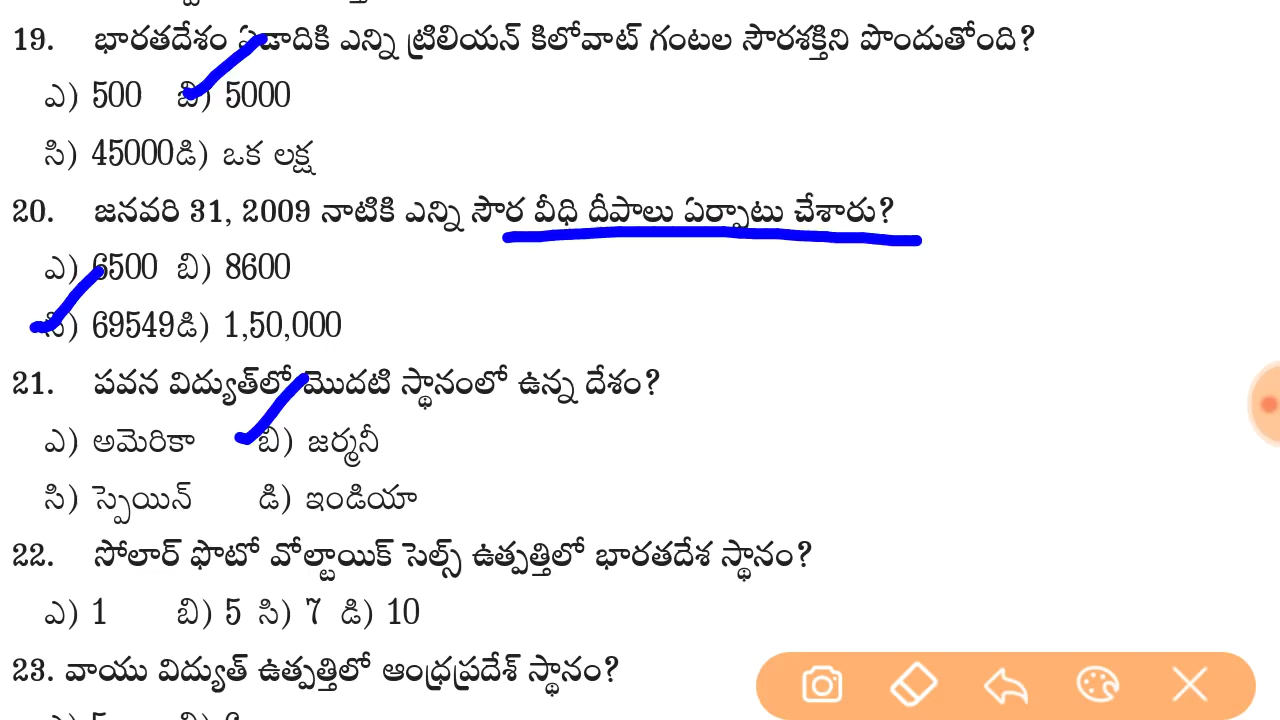 19. భారతదేశం ఏడాదికి ఎన్ని ట్రిలియన్ కిలోవాట్ గంటల సౌరశక్తిని పొందుతోంది?
ఎ) 500 బి) 5000
సి) 45000డి) ఒక లక్ష
20. జనవరి 31, 2009 నాటికి ఎన్ని సౌర వీధి దీపాలు ఏర్పాటు చేశారు?
ఎ) 6500 బి) 8600
సి) 69549డి) 1,50,000
21. పవన విద్యుత్‌లో మొదటి స్థానంలో ఉన్న దేశం?
ఎ) అమెరికా బి) జర్మనీ
సి) స్పెయిన్ డి) ఇండియా
22. సోలార్ ఫొటో వోల్టాయిక్ సెల్స్ ఉత్పత్తిలో భారతదేశ స్థానం?
ఎ) 1 బి) 5 సి) 7 డి) 10
23. వాయు విద్యుత్ ఉత్పత్తిలో ఆంధ్రప్రదేశ్ స్థానం?